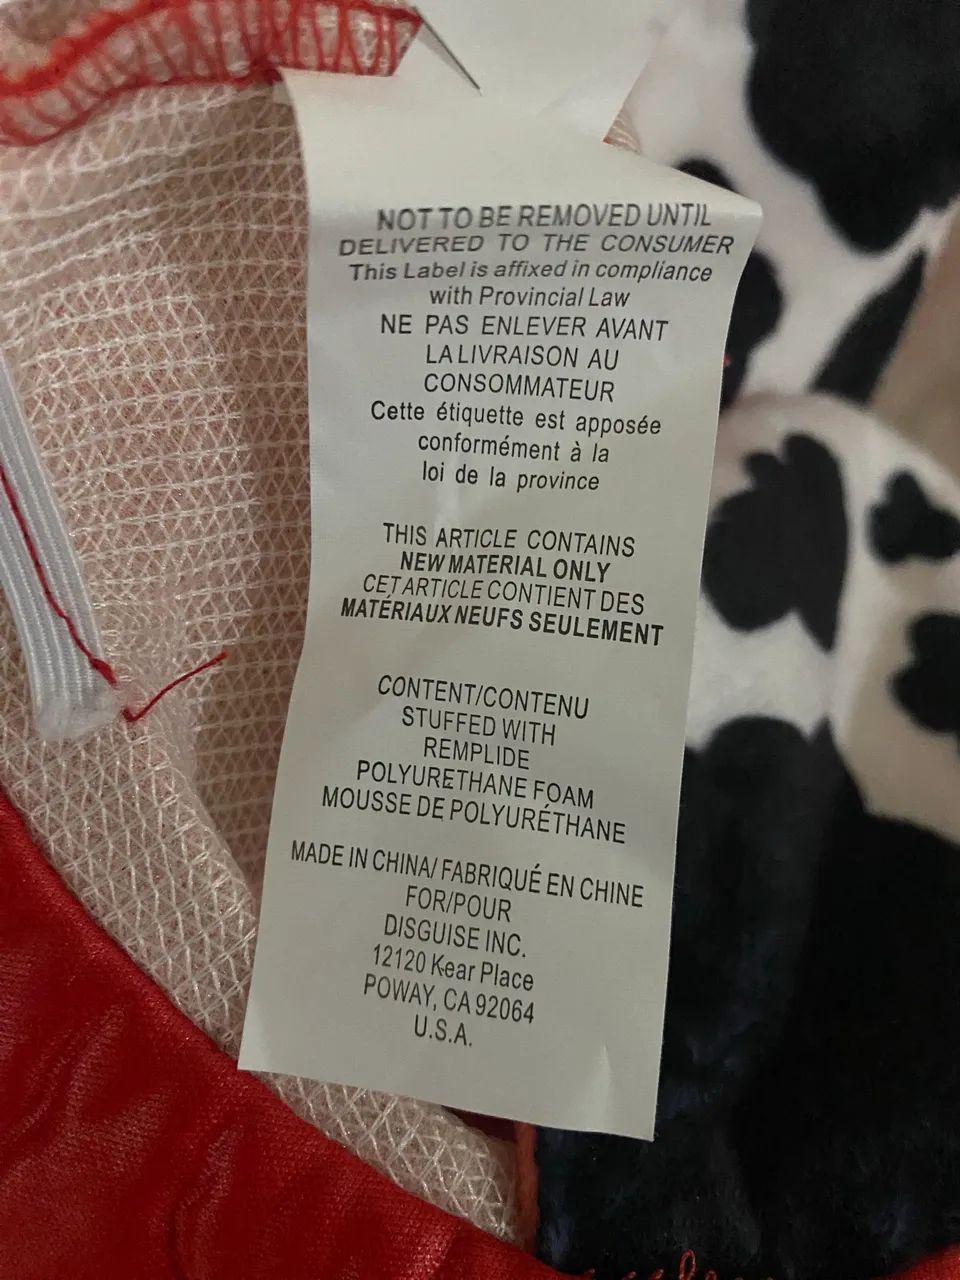 NOT TO BE REMOVED UNTIL
DELIVERED TO THE CONSUMER
This Label is affixed in compliance
with Provincial Law
NE PAS ENLEVER AVANT
LA LIVRAISON AU
CONSOMMATEUR
Cette étiquette est apposée
conformément à la
loi de la province
THIS ARTICLE CONTAINS
NEW MATERIAL ONLY
CET ARTICLE CONTIENT DES
MATÉRIAUX NEUFS SEULEMENT
CONTENT/CONTENU
STUFFED WITH
REMPLIDE
POLYURETHANE FOAM
MOUSSE DE POLYURÉTHANE
MADE IN CHINA/ FABRIQUÉ EN CHINE
FOR/POUR
DISGUISE INC.
12120 Kear Place
POWAY, CA 92064
U.S.A.